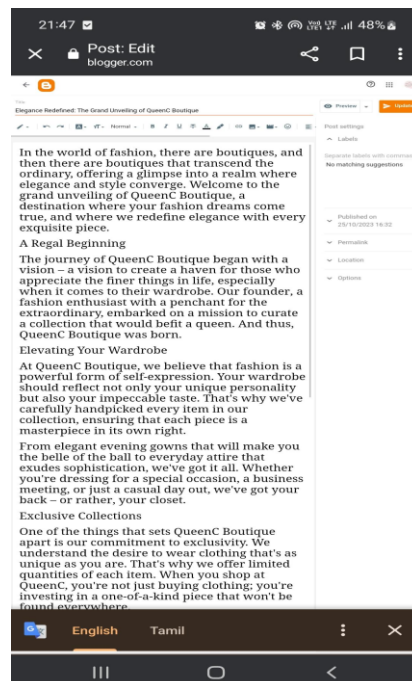 21:47
48%
Post: Edit
blogger.com
Title
Elegance Redefined: The Grand Unveiling of QueenC Boutique
Preview
Update
Normal
Post settings
Labels
Separate labels with commas
No matching suggestions
Published on
25/10/2023 16:32
Permalink
Location
Options
In the world of fashion, there are boutiques, and
then there are boutiques that transcend the
ordinary, offering a glimpse into a realm where
elegance and style converge. Welcome to the
grand unveiling of QueenC Boutique, a
destination where your fashion dreams come
true, and where we redefine elegance with every
exquisite piece.
A Regal Beginning
The journey of QueenC Boutique began with a
vision – a vision to create a haven for those who
appreciate the finer things in life, especially
when it comes to their wardrobe. Our founder, a
fashion enthusiast with a penchant for the
extraordinary, embarked on a mission to curate
a collection that would befit a queen. And thus,
QueenC Boutique was born.
Elevating Your Wardrobe
At QueenC Boutique, we believe that fashion is a
powerful form of self-expression. Your wardrobe
should reflect not only your unique personality
but also your impeccable taste. That's why we've
carefully handpicked every item in our
collection, ensuring that each piece is a
masterpiece in its own right.
From elegant evening gowns that will make you
the belle of the ball to everyday attire that
exudes sophistication, we've got it all. Whether
you're dressing for a special occasion, a business
meeting, or just a casual day out, we've got your
back – or rather, your closet.
Exclusive Collections
One of the things that sets QueenC Boutique
apart is our commitment to exclusivity. We
understand the desire to wear clothing that's as
unique as you are. That's why we offer limited
quantities of each item. When you shop at
QueenC, you're not just buying clothing; you're
investing in a one-of-a-kind piece that won't be
found everywhere.
English
Tamil